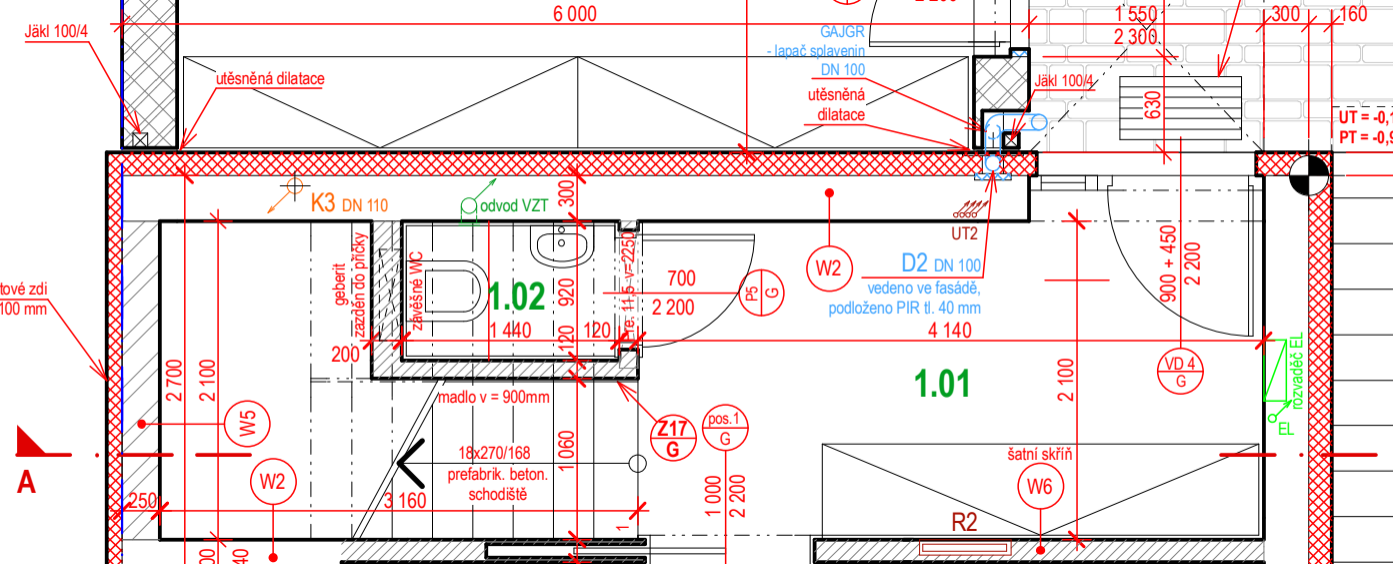 6 000
1 550
300
160
2 300
Jäkl 100/4
GAJGR
- lapač splavenin
DN 100
utěsněná dilatace
utěsněná
dilatace
Jäkl 100/4
630
UT = -0,1
PT = -0,9
K3 DN 110
odvod VZT
300
UT2
W2
D2 DN 100
vedeno ve fasádě,
podloženo PIR tl. 40 mm
900 + 450
2 200
geberit
zazděn do příčky
závěsné WC
1.02
920
700
2 200
P5
G
tové zdi
100 mm
1 440
120
120
200
4 140
2 700
2 100
1.01
2 100
VD 4
G
rozvaděč EL
EL
madlo v = 900mm
W5
Z17
G
pos.1
G
18x270/168
prefabrik. beton.
schodiště
1 060
šatní skříň
A
W2
W6
250
3 160
1 000
2 200
R2
1
40